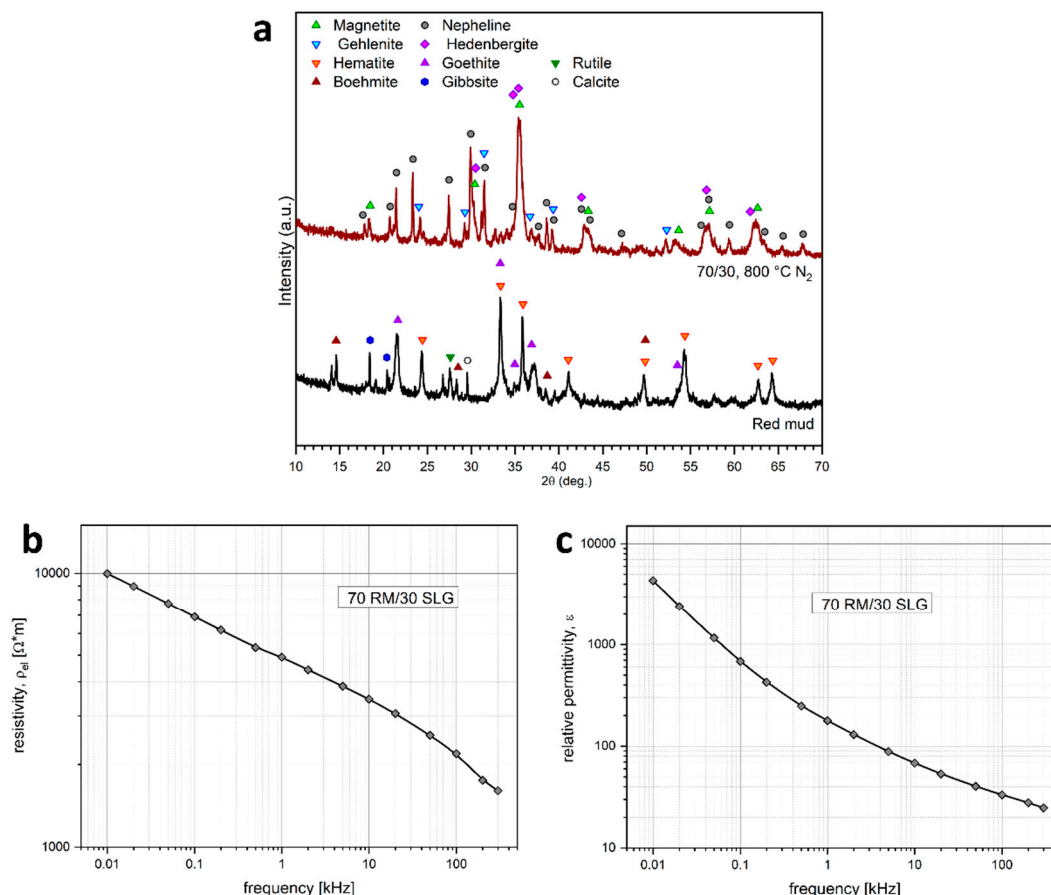 a
Magnetite Nepheline
Gehlenite Hedenbergite
Hematite Goethite Rutile
Boehmite Gibbsite Calcite
Intensity (a.u.)
70/30, 800 °C N₂
Red mud
10 15 20 25 30 35 40 45 50 55 60 65 70
2θ (deg.)
b
10000
1000
resistivity, ρel [Ω*m]
70 RM/30 SLG
0.01 0.1 1 10 100
frequency [kHz]
c
10000
1000
100
10
relative permittivity, ε
70 RM/30 SLG
0.01 0.1 1 10 100
frequency [kHz]